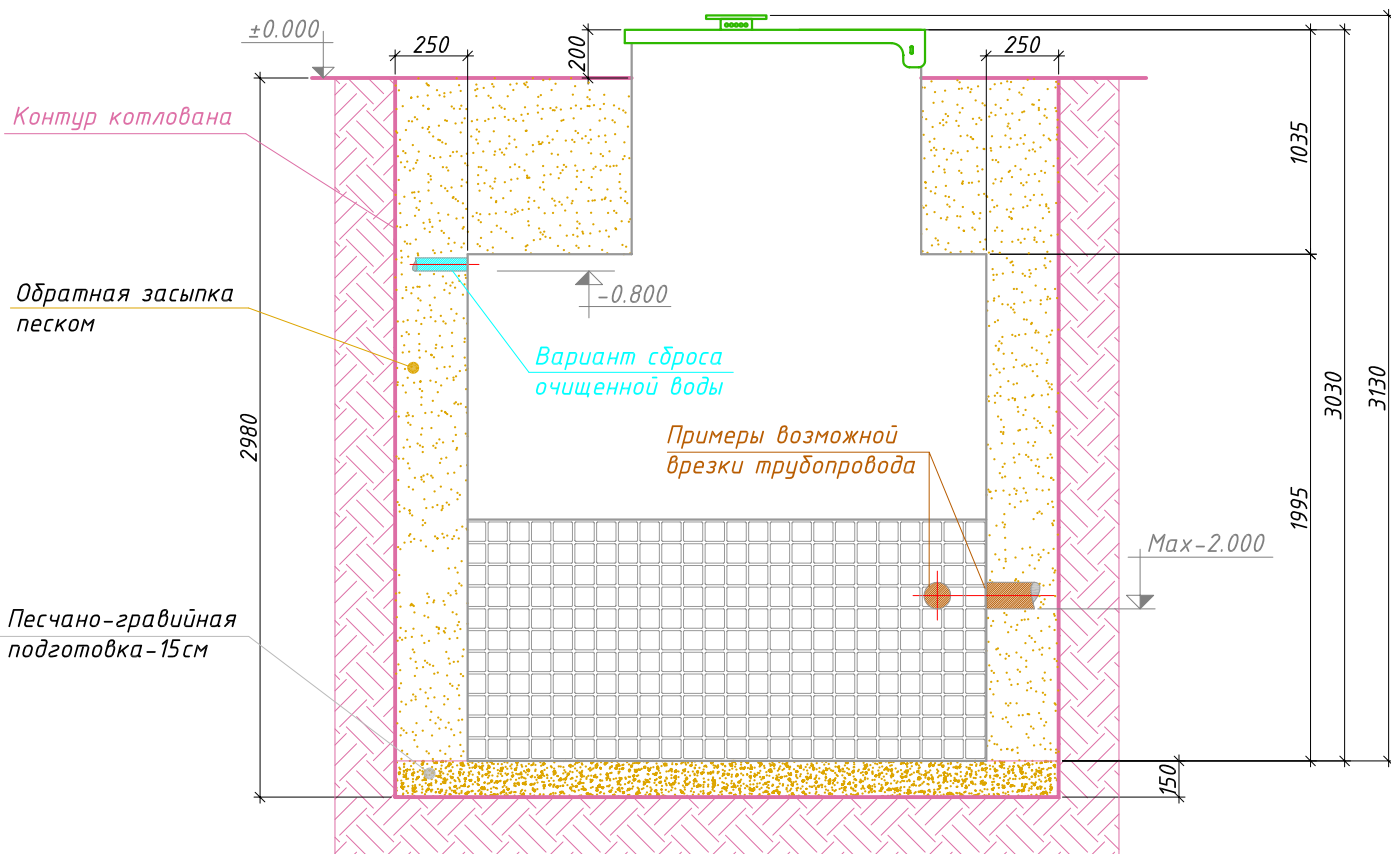 ±0.000
250
200
250
Контур котлована
1035
Обратная засыпка
песком
-0.800
Вариант сброса
очищенной воды
2980
3030
3130
Примеры возможной
врезки трубопровода
1995
Max-2.000
Песчано-гравийная
подготовка-15см
150